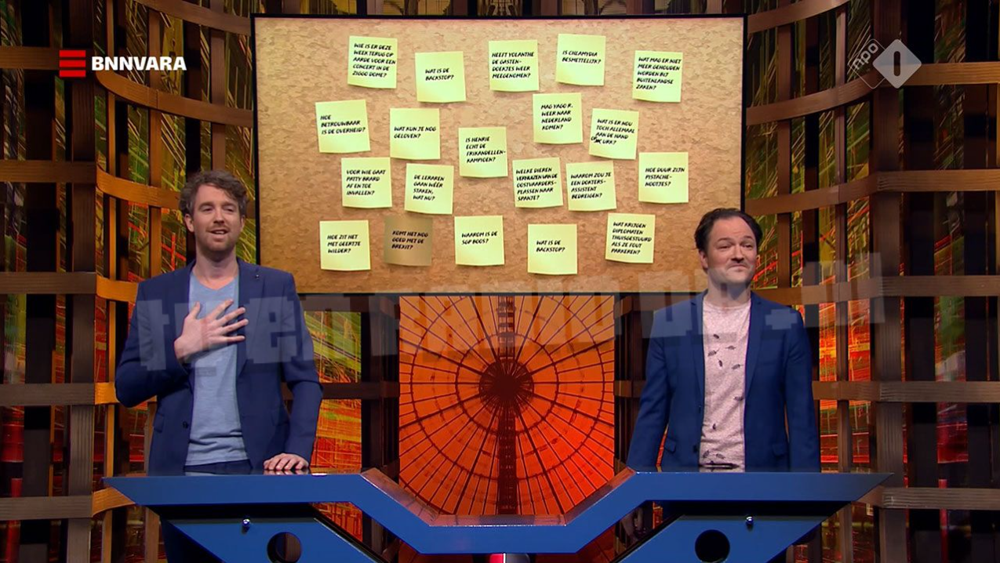 BNNVARA
npo
1
WIE IS ER DEZE
WEEK TERUG OP
AARDE VOOR EEN
CONCERT IN DE
ZIGGO DOME?
WAT IS DE
BACKSTOP?
HEEFT YOLANTHE
DE GASTEN-
DOEKJES WEER
MEEGENOMEN?
IS CHLAMYDIA
BESMETTELIJK?
WAT MAG ER NIET
MEER GEHOUDEN
WORDEN BIJ
BUITENLANDSE
ZAKEN?
HOE
BETROUWBAAR
IS DE OVERHEID?
WAT KUN JE NOG
GELOVEN?
IS HENRIE
ECHT DE
FRIKANDELLEN-
KAMPIOEN?
MAG YAGO R.
WEER NAAR
NEDERLAND
KOMEN?
WAT IS ER NOU
TOCH ALLEMAAL
AAN DE HAND
URK?
VOOR WIE GAAT
PATTY BRARD
AF EN TOE
INVALLEN?
DE LERAREN
GAAN WÉÉR
STAKEN,
WAT NU?
WELKE DIEREN
VERHUIZEN VAN DE
OOSTVAARDERS-
PLASSEN NAAR
SPANJE?
WAAROM ZOU JE
EEN DOKTERS-
ASSISTENT
BEDREIGEN?
HOE DUUR ZIJN
PISTACHE-
NOOTJES?
HOE ZIT HET
MET GEERTJE
WILDER?
KOMT HET NOG
GOED MET DE
BREXIT?
WAAROM IS DE
SGP BOOS?
WAT IS DE
BACKSTOP?
WAT KRIJGEN
DIPLOMATEN
THUISGESTUURD
ALS ZE FOUT
PARKEREN?